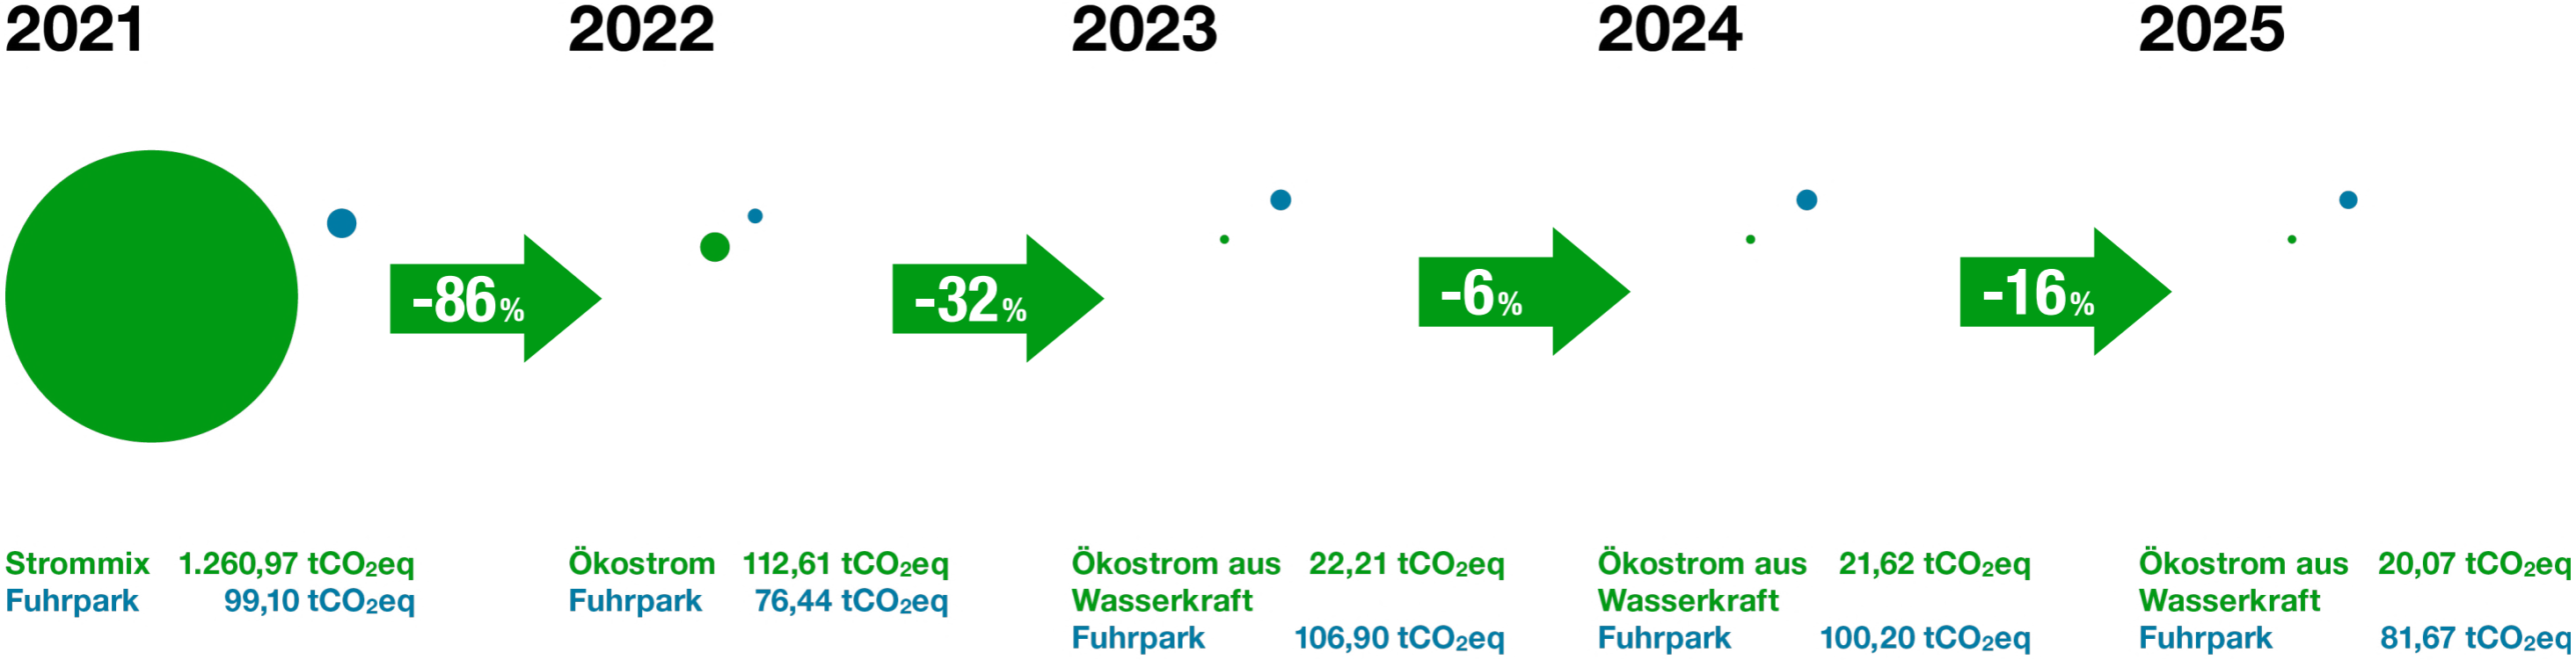 2021
2022
2023
2024
2025
-86%
-32%
-6%
-16%
Strommix 1.260,97 tCO₂eq
Fuhrpark 99,10 tCO₂eq
Ökostrom 112,61 tCO₂eq
Fuhrpark 76,44 tCO₂eq
Ökostrom aus 22,21 tCO₂eq
Wasserkraft
Fuhrpark 106,90 tCO₂eq
Ökostrom aus 21,62 tCO₂eq
Wasserkraft
Fuhrpark 100,20 tCO₂eq
Ökostrom aus 20,07 tCO₂eq
Wasserkraft
Fuhrpark 81,67 tCO₂eq